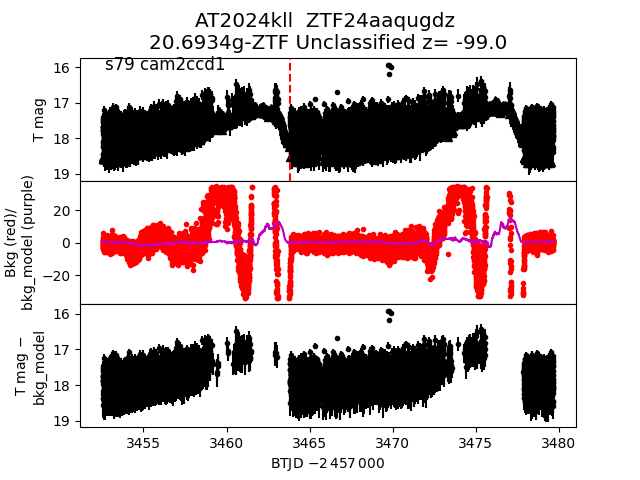 AT2024kll  ZTF24aaqugdz
20.6934g-ZTF Unclassified z= -99.0
s79 cam2ccd1
T mag
16
17
18
19
Bkg (red)/
bkg_model (purple)
20
0
−20
T mag −
bkg_model
16
17
18
19
3455 3460 3465 3470 3475 3480
BTJD −2 457 000